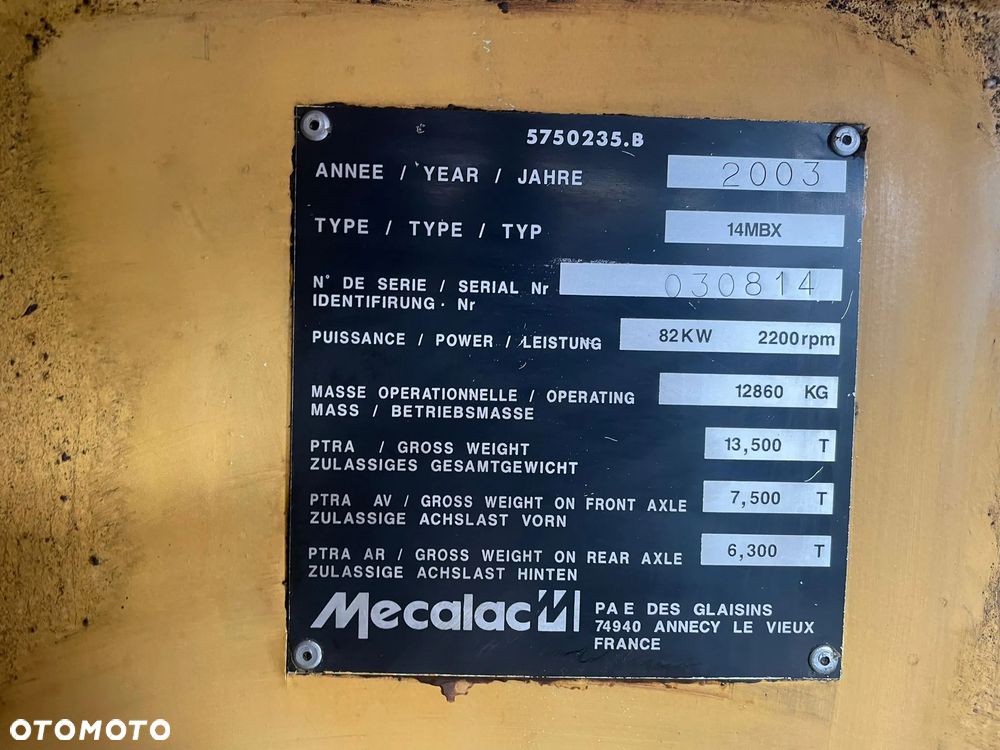 5750235.B
ANNEE / YEAR / JAHRE 2003
TYPE / TYPE / TYP 14MBX
N° DE SERIE / SERIAL Nr 030814
IDENTIFIRUNG · Nr
PUISSANCE / POWER / LEISTUNG 82KW 2200rpm
MASSE OPERATIONNELLE / OPERATING 12860 KG
MASS / BETRIEBSMASSE
PTRA / GROSS WEIGHT 13,500 T
ZULASSIGES GESAMTGEWICHT
PTRA AV / GROSS WEIGHT ON FRONT AXLE 7,500 T
ZULASSIGE ACHSLAST VORN
PTRA AR / GROSS WEIGHT ON REAR AXLE 6,300 T
ZULASSIGE ACHSLAST HINTEN
Mecalac
PA E DES GLAISINS
74940 ANNECY LE VIEUX
FRANCE
OTOMOTO